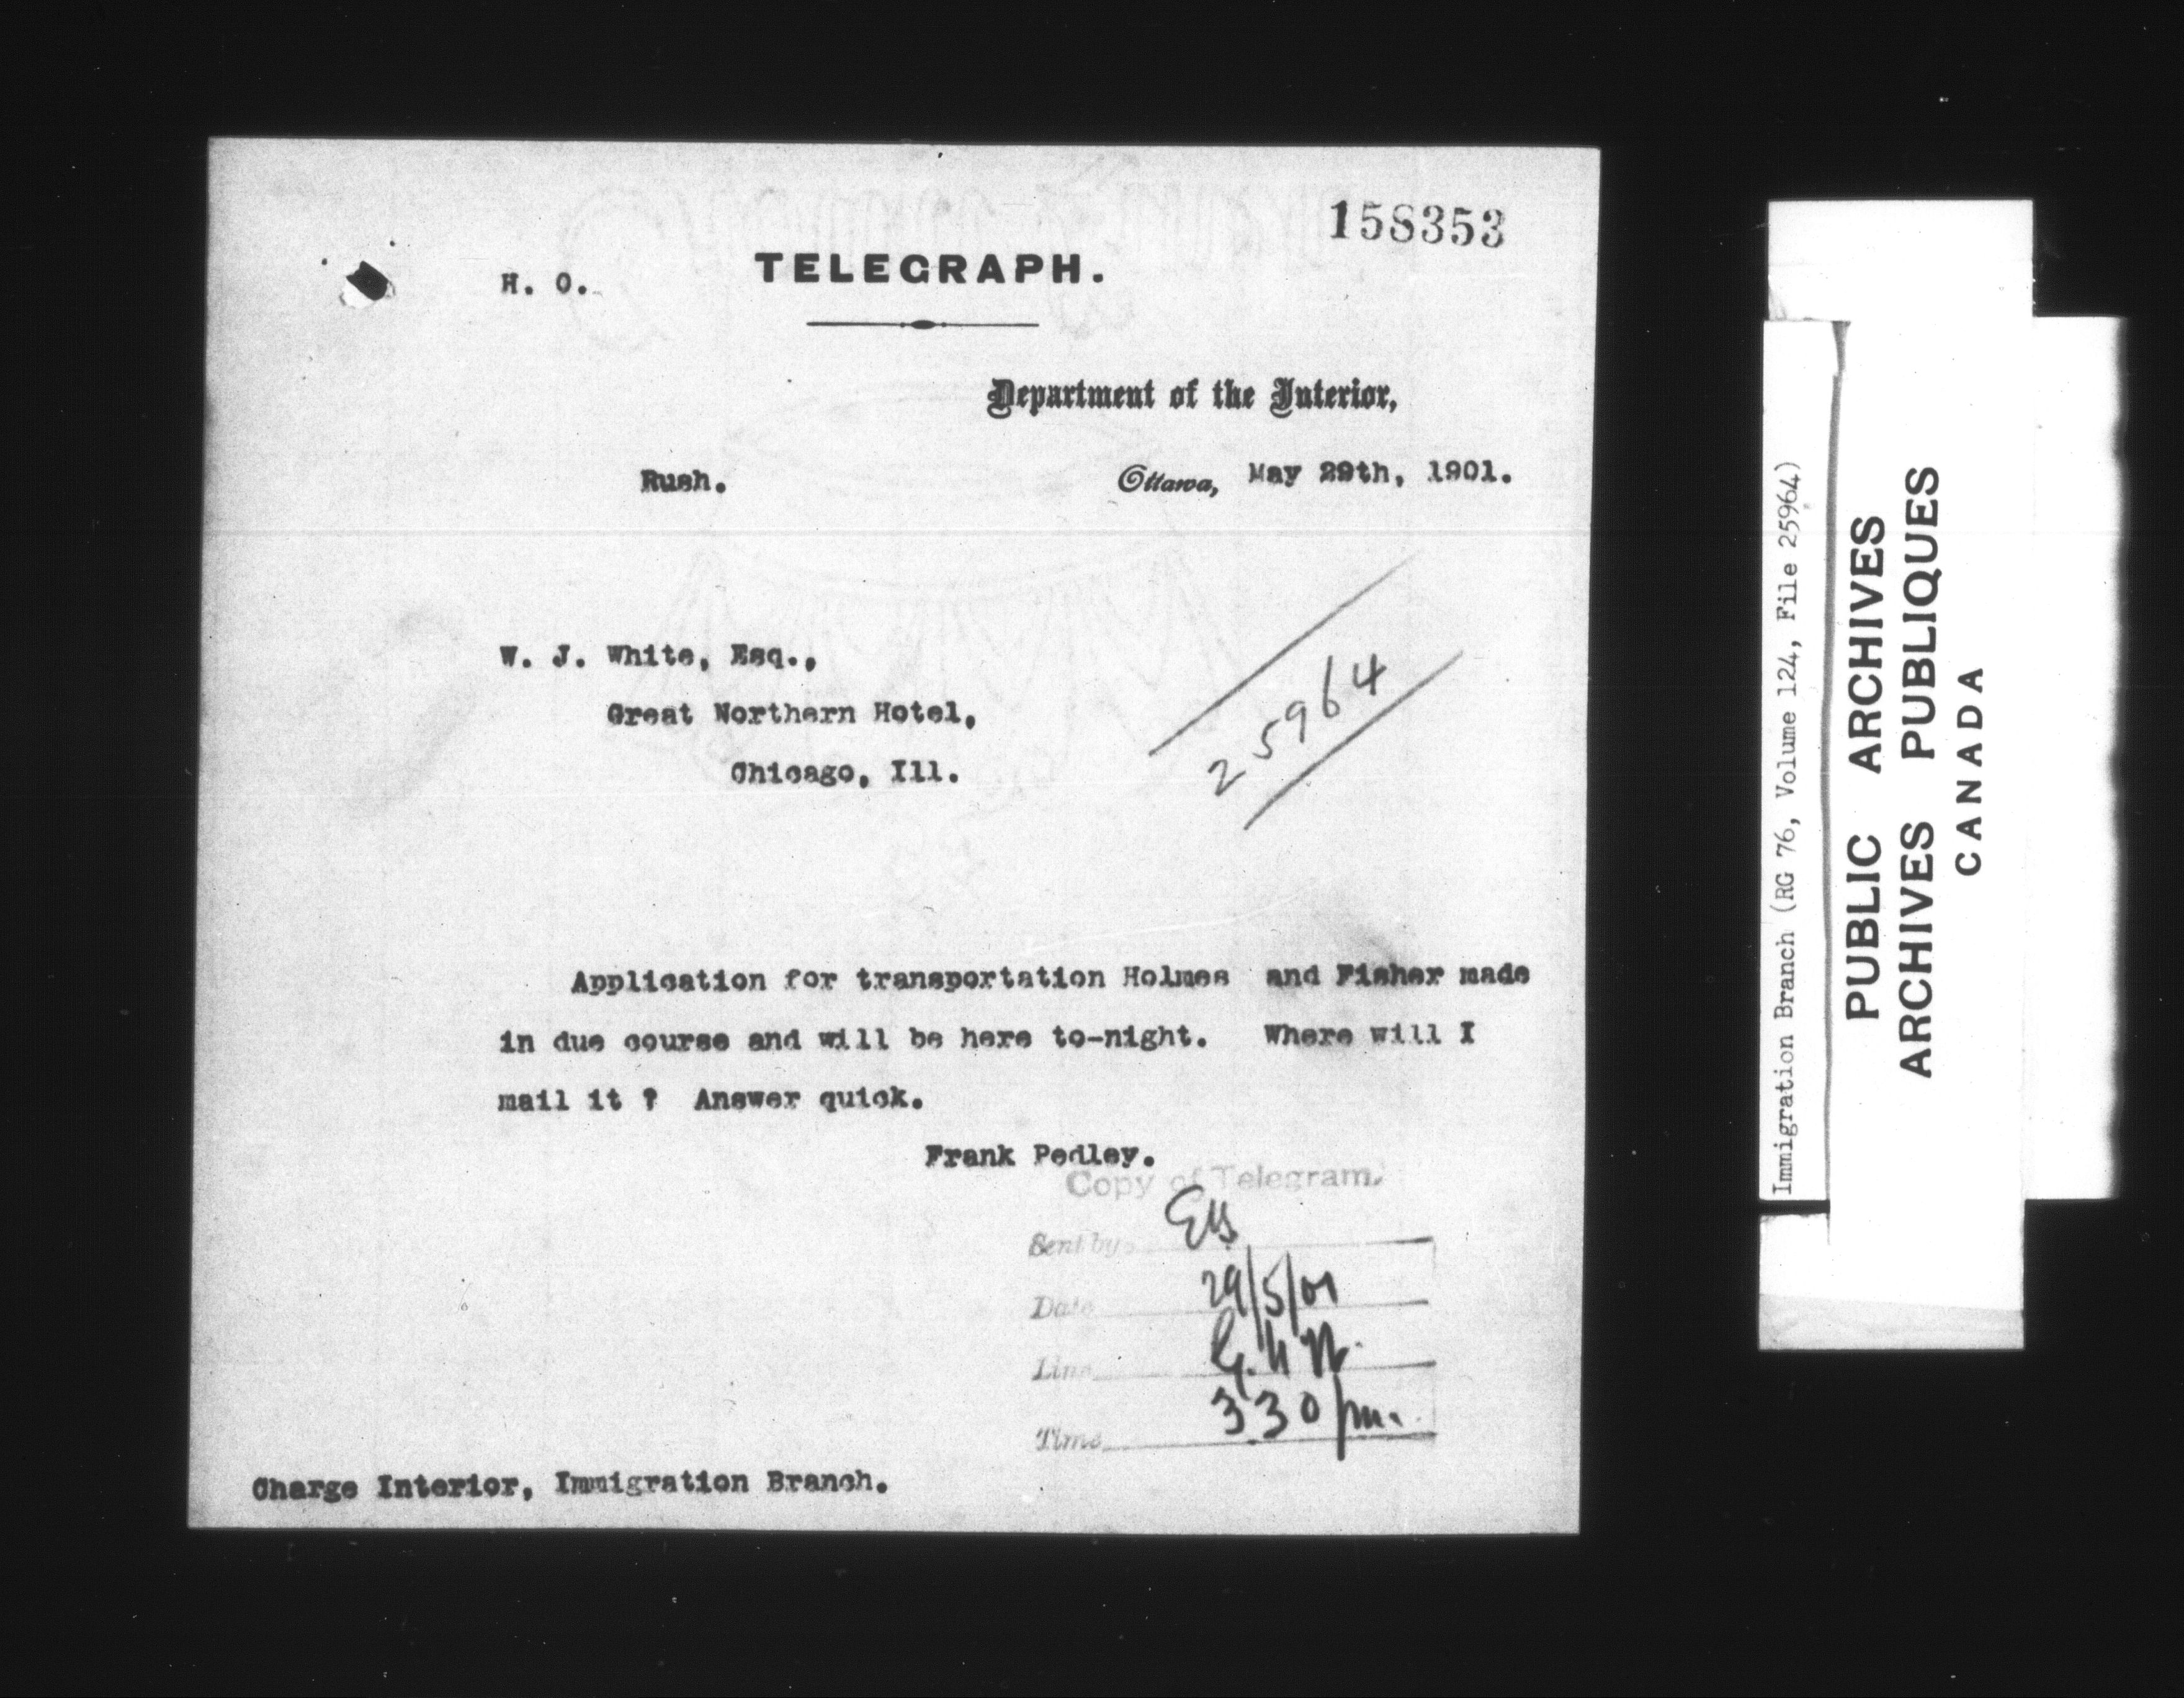 158353
H. O.
TELEGRAPH.
Department of the Interior,
Rush.
Ottawa, May 29th, 1901.
W. J. White, Esq.,
Great Northern Hotel,
Chicago, Ill.
25964
Application for transportation Holmes and Fisher made
in due course and will be here to-night. Where will I
mail it ? Answer quick.
Frank Pedley.
Copy of Telegram.
Sent by
Date 29/5/01
Line G. N. W.
Time 330 pm.
Charge Interior, Immigration Branch.
Immigration Branch (RG 76, Volume 124, File 25964)
PUBLIC ARCHIVES
ARCHIVES PUBLIQUES
CANADA